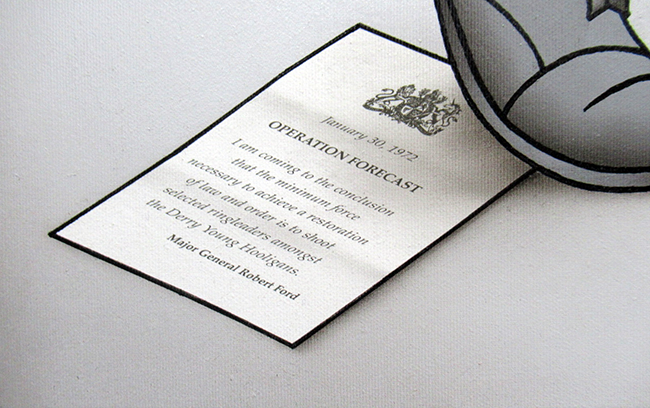 January 30, 1972
OPERATION FORECAST
I am coming to the conclusion
that the minimum force
necessary to achieve a restoration
of law and order is to shoot
selected ringleaders amongst
the Derry Young Hooligans.
Major General Robert Ford